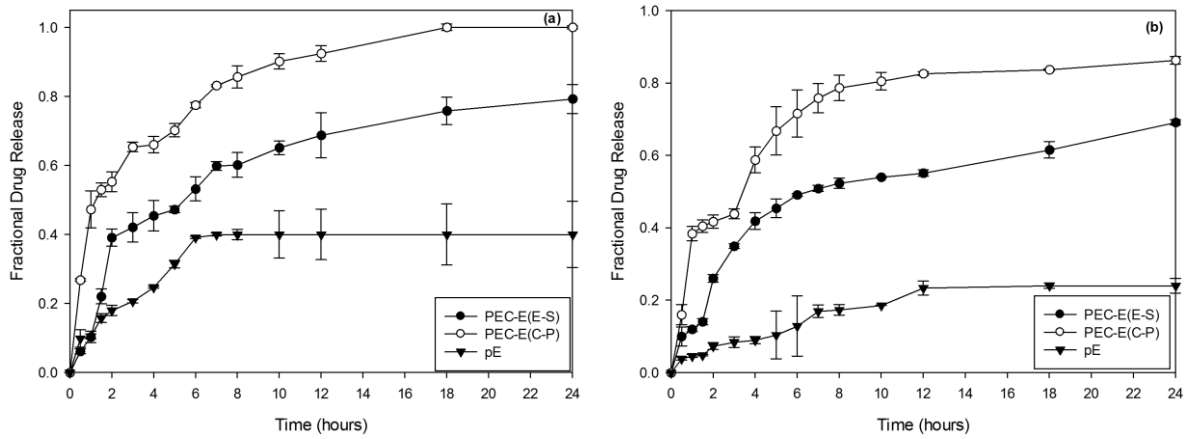 (a)
Fractional Drug Release
1.0
0.8
0.6
0.4
0.2
0.0
0 2 4 6 8 10 12 14 16 18 20 22 24
Time (hours)
PEC-E(E-S)
PEC-E(C-P)
pE
(b)
Fractional Drug Release
1.0
0.8
0.6
0.4
0.2
0.0
0 2 4 6 8 10 12 14 16 18 20 22 24
Time (hours)
PEC-E(E-S)
PEC-E(C-P)
pE